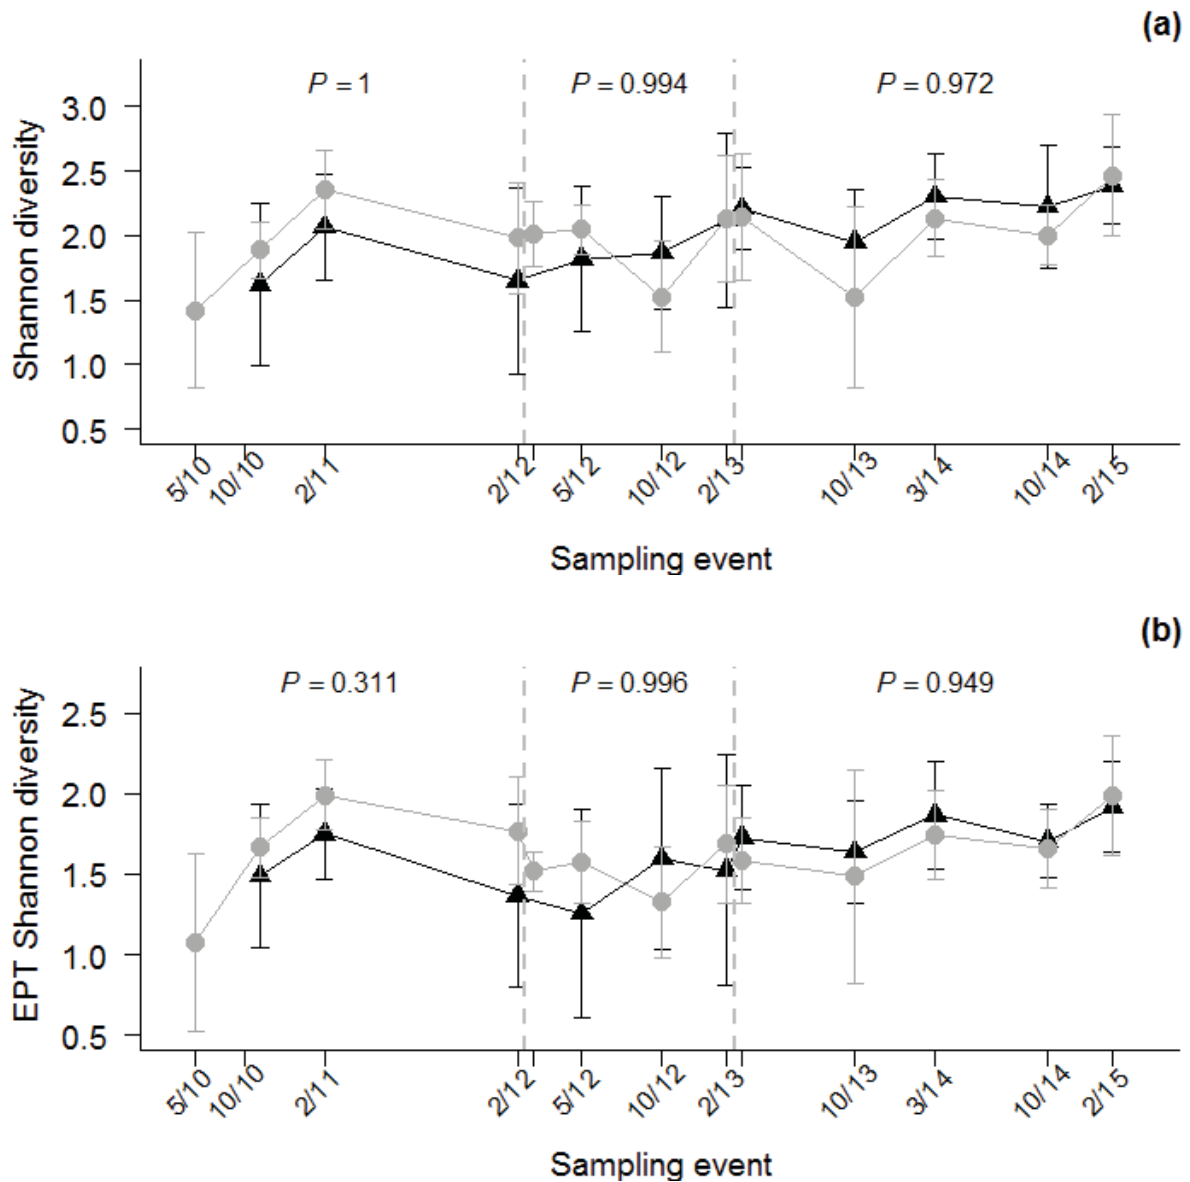 (a)
P = 1
P = 0.994
P = 0.972
Shannon diversity
3.0
2.5
2.0
1.5
1.0
0.5
5/10
10/10
2/11
2/12
5/12
10/12
2/13
10/13
3/14
10/14
2/15
Sampling event
(b)
P = 0.311
P = 0.996
P = 0.949
EPT Shannon diversity
2.5
2.0
1.5
1.0
0.5
5/10
10/10
2/11
2/12
5/12
10/12
2/13
10/13
3/14
10/14
2/15
Sampling event